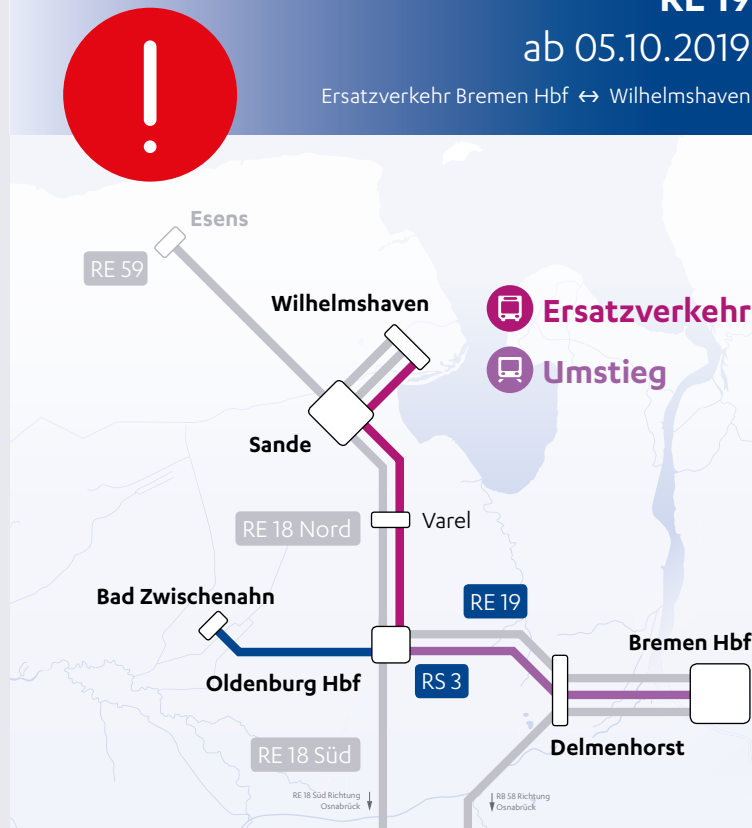 RE 19
ab 05.10.2019
Ersatzverkehr Bremen Hbf ↔ Wilhelmshaven
Esens
RE 59
Wilhelmshaven
Ersatzverkehr
Umstieg
Sande
Varel
RE 18 Nord
Bad Zwischenahn
RE 19
Bremen Hbf
Oldenburg Hbf
RS 3
Delmenhorst
RE 18 Süd
RE 18 Süd Richtung
Osnabrück
RB 58 Richtung
Osnabrück